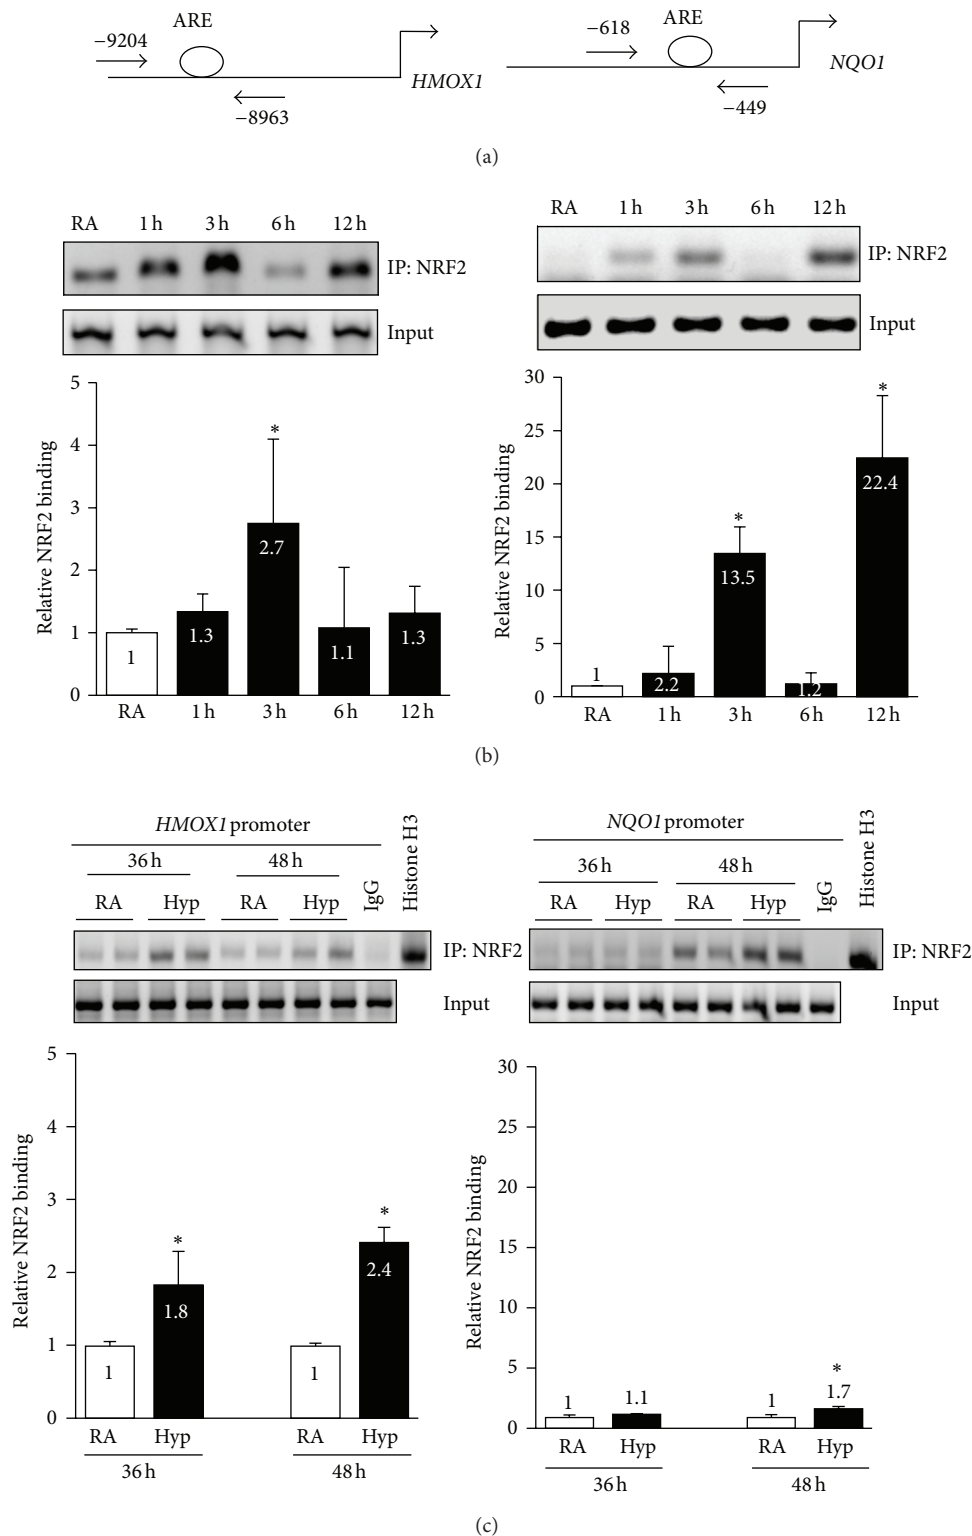 ARE
−9204
HMOX1
−8963
ARE
−618
NQO1
−449
(a)
RA 1 h 3 h 6 h 12 h
IP: NRF2
Input
5
4
3
2
1
0
Relative NRF2 binding
*
1
1.3
2.7
1.1
1.3
RA 1 h 3 h 6 h 12 h
RA 1 h 3 h 6 h 12 h
IP: NRF2
Input
30
25
20
15
10
5
0
Relative NRF2 binding
*
*
1
2.2
13.5
1.2
22.4
RA 1 h 3 h 6 h 12 h
(b)
HMOX1 promoter
36 h 48 h
RA Hyp RA Hyp IgG Histone H3
IP: NRF2
Input
5
4
3
2
1
0
Relative NRF2 binding
*
*
1
1.8
1
2.4
RA Hyp RA Hyp
36 h 48 h
NQO1 promoter
36 h 48 h
RA Hyp RA Hyp IgG Histone H3
IP: NRF2
Input
30
25
20
15
10
5
0
Relative NRF2 binding
*
1
1.1
1
1.7
RA Hyp RA Hyp
36 h 48 h
(c)